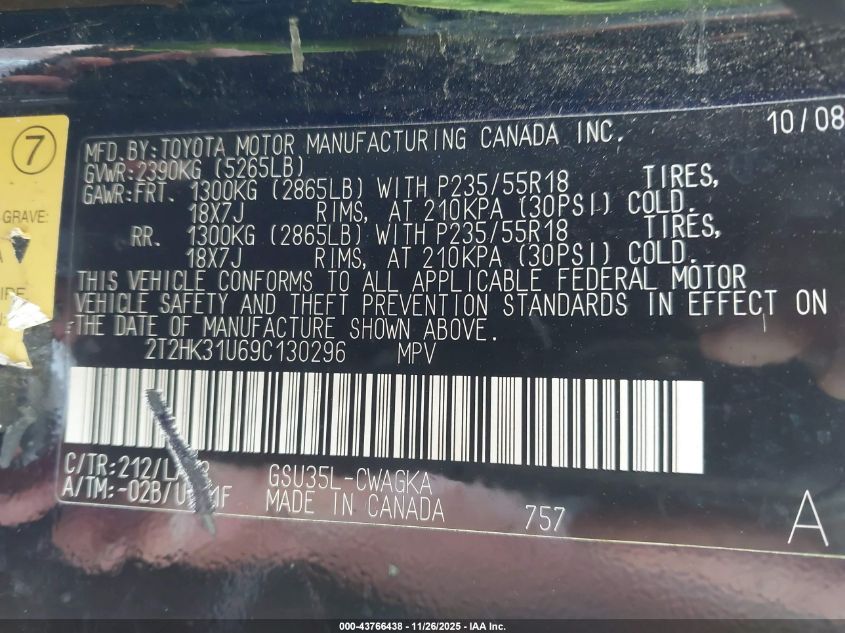 10/08
MFD.BY:TOYOTA MOTOR MANUFACTURING CANADA INC.
GVWR:2390KG (5265LB)
GAWR:FRT. 1300KG (2865LB) WITH P235/55R18 TIRES,
18X7J RIMS, AT 210KPA (30PSI) COLD.
RR. 1300KG (2865LB) WITH P235/55R18 TIRES,
18X7J RIMS, AT 210KPA (30PSI) COLD.
THIS VEHICLE CONFORMS TO ALL APPLICABLE FEDERAL MOTOR
VEHICLE SAFETY AND THEFT PREVENTION STANDARDS IN EFFECT ON
THE DATE OF MANUFACTURE SHOWN ABOVE.
2T2HK31U69C130296 MPV
C/TR:212/ GSU35L-CWAGKA
A/TM:-02B/ MADE IN CANADA 757 A
7
GRAVE:
000-43766438 - 11/26/2025 - IAA Inc.